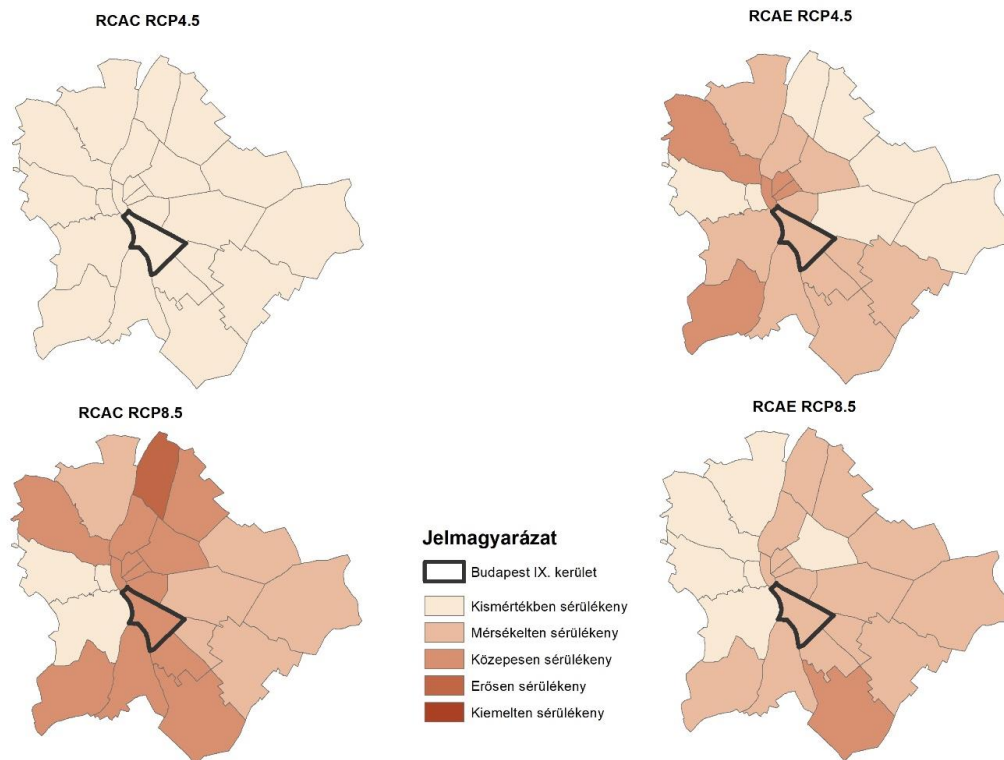 RCAC RCP4.5
RCAE RCP4.5
RCAC RCP8.5
RCAE RCP8.5
Jelmagyarázat
Budapest IX. kerület
Kismértékben sérülékeny
Mérsékelten sérülékeny
Közepesen sérülékeny
Erősen sérülékeny
Kiemelten sérülékeny